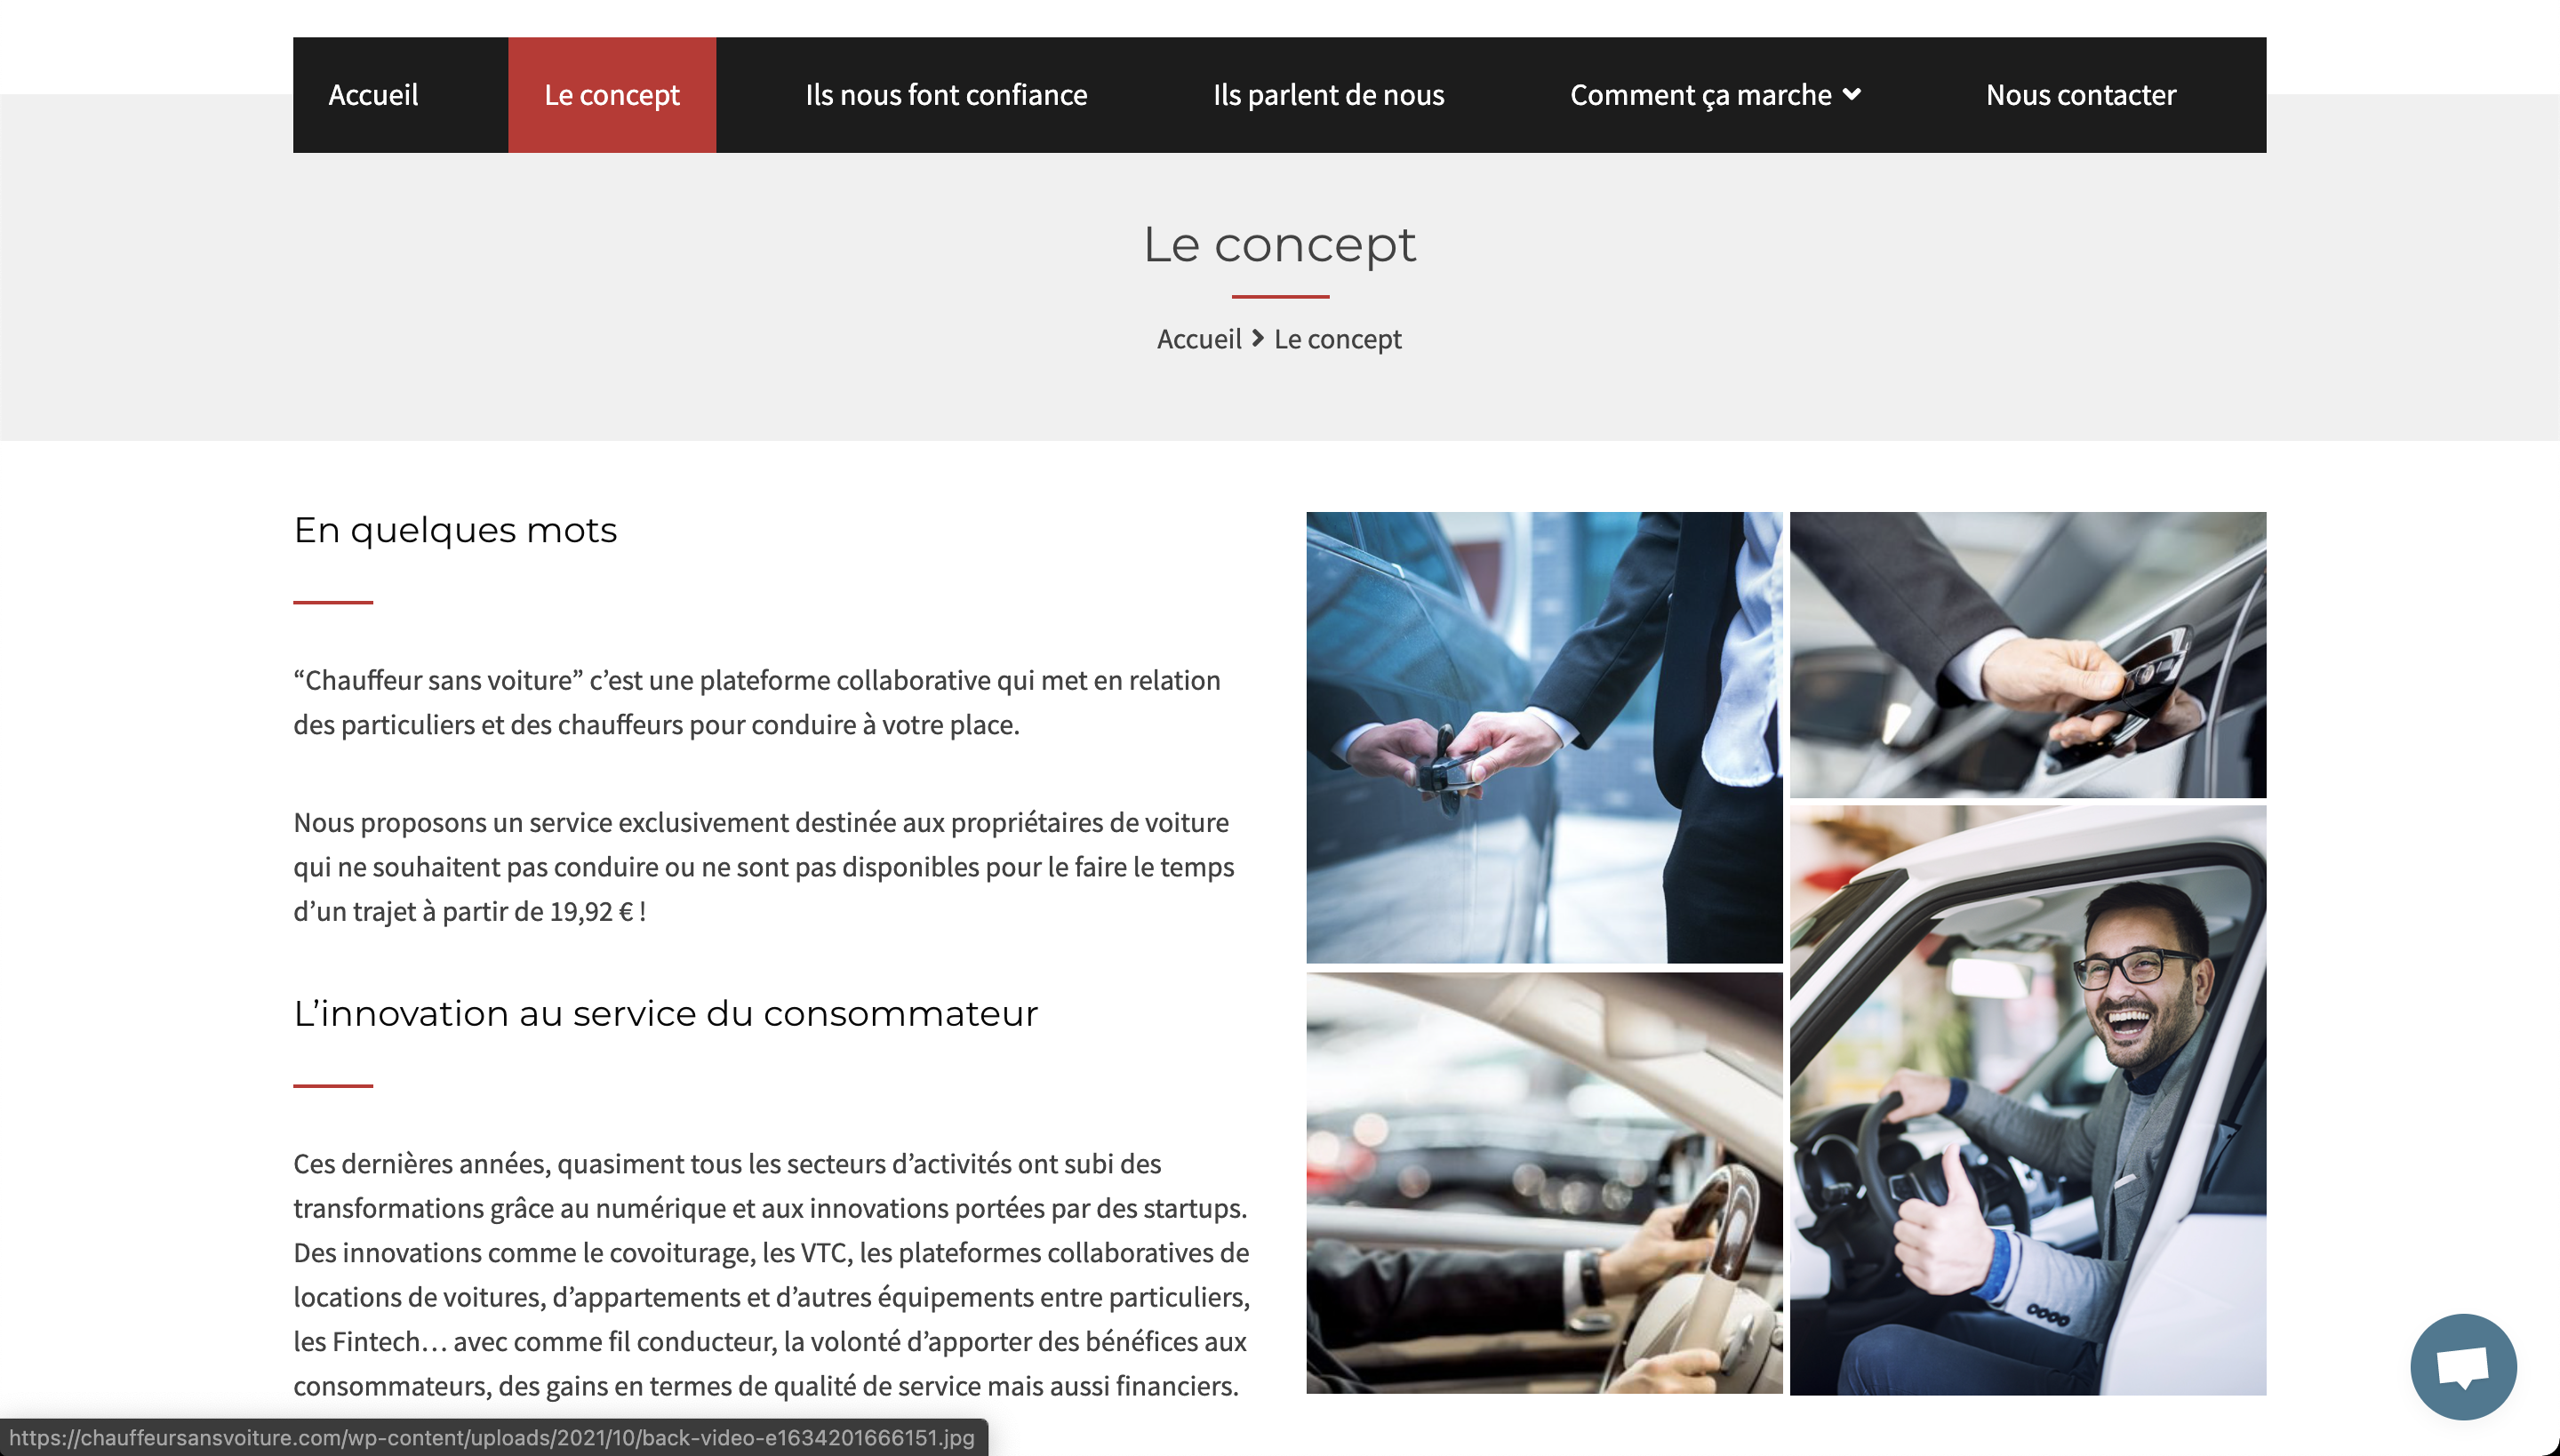 Accueil
Le concept
Ils nous font confiance
Ils parlent de nous
Comment ça marche
Nous contacter
Le concept
Accueil Le concept
En quelques mots
“Chauffeur sans voiture” c’est une plateforme collaborative qui met en relation
des particuliers et des chauffeurs pour conduire à votre place.
Nous proposons un service exclusivement destinée aux propriétaires de voiture
qui ne souhaitent pas conduire ou ne sont pas disponibles pour le faire le temps
d’un trajet à partir de 19,92 € !
L’innovation au service du consommateur
Ces dernières années, quasiment tous les secteurs d’activités ont subi des
transformations grâce au numérique et aux innovations portées par des startups.
Des innovations comme le covoiturage, les VTC, les plateformes collaboratives de
locations de voitures, d’appartements et d’autres équipements entre particuliers,
les Fintech… avec comme fil conducteur, la volonté d’apporter des bénéfices aux
consommateurs, des gains en termes de qualité de service mais aussi financiers.
https://chauffeursansvoiture.com/wp-content/uploads/2021/10/back-video-e1634201666151.jpg